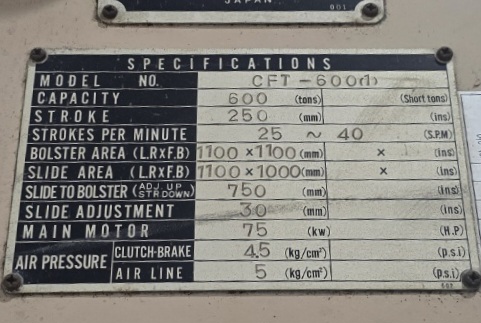 JAPAN
001
SPECIFICATIONS
MODEL NO. CFT-600(1)
CAPACITY 600 (tons) (Short tons)
STROKE 250 (mm) (ins)
STROKES PER MINUTE 25 ~ 40 (S.P.M)
BOLSTER AREA (L.RxF.B) 1100 × 1100 (mm) × (ins)
SLIDE AREA (L.RxF.B) 1100 × 1000 (mm) × (ins)
SLIDE TO BOLSTER (ADJ. UP STR DOWN) 750 (mm) (ins)
SLIDE ADJUSTMENT 30 (mm) (ins)
MAIN MOTOR 75 (kw) (H.P)
AIR PRESSURE CLUTCH-BRAKE 4.5 (kg/cm²) (p.s.i)
AIR LINE 5 (kg/cm²) (p.s.i)